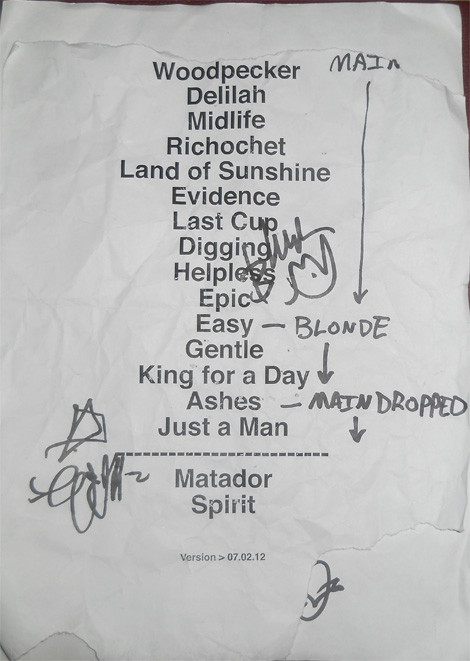 Woodpecker MAIN
Delilah
Midlife
Richochet
Land of Sunshine
Evidence
Last Cup
Digging
Helpless
Epic
Easy – BLONDE
Gentle
King for a Day
Ashes – MAIN DROPPED
Just a Man
Matador
Spirit
Version > 07.02.12